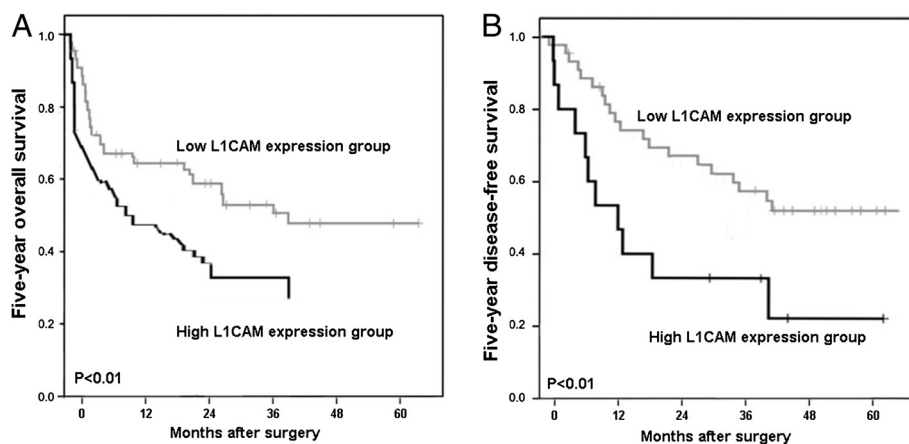 A
Five-year overall survival
1.0
0.8
0.6
0.4
0.2
0.0
Low L1CAM expression group
High L1CAM expression group
P<0.01
0 12 24 36 48 60
Months after surgery
B
Five-year disease-free survival
1.0
0.8
0.6
0.4
0.2
0.0
Low L1CAM expression group
High L1CAM expression group
P<0.01
0 12 24 36 48 60
Months after surgery